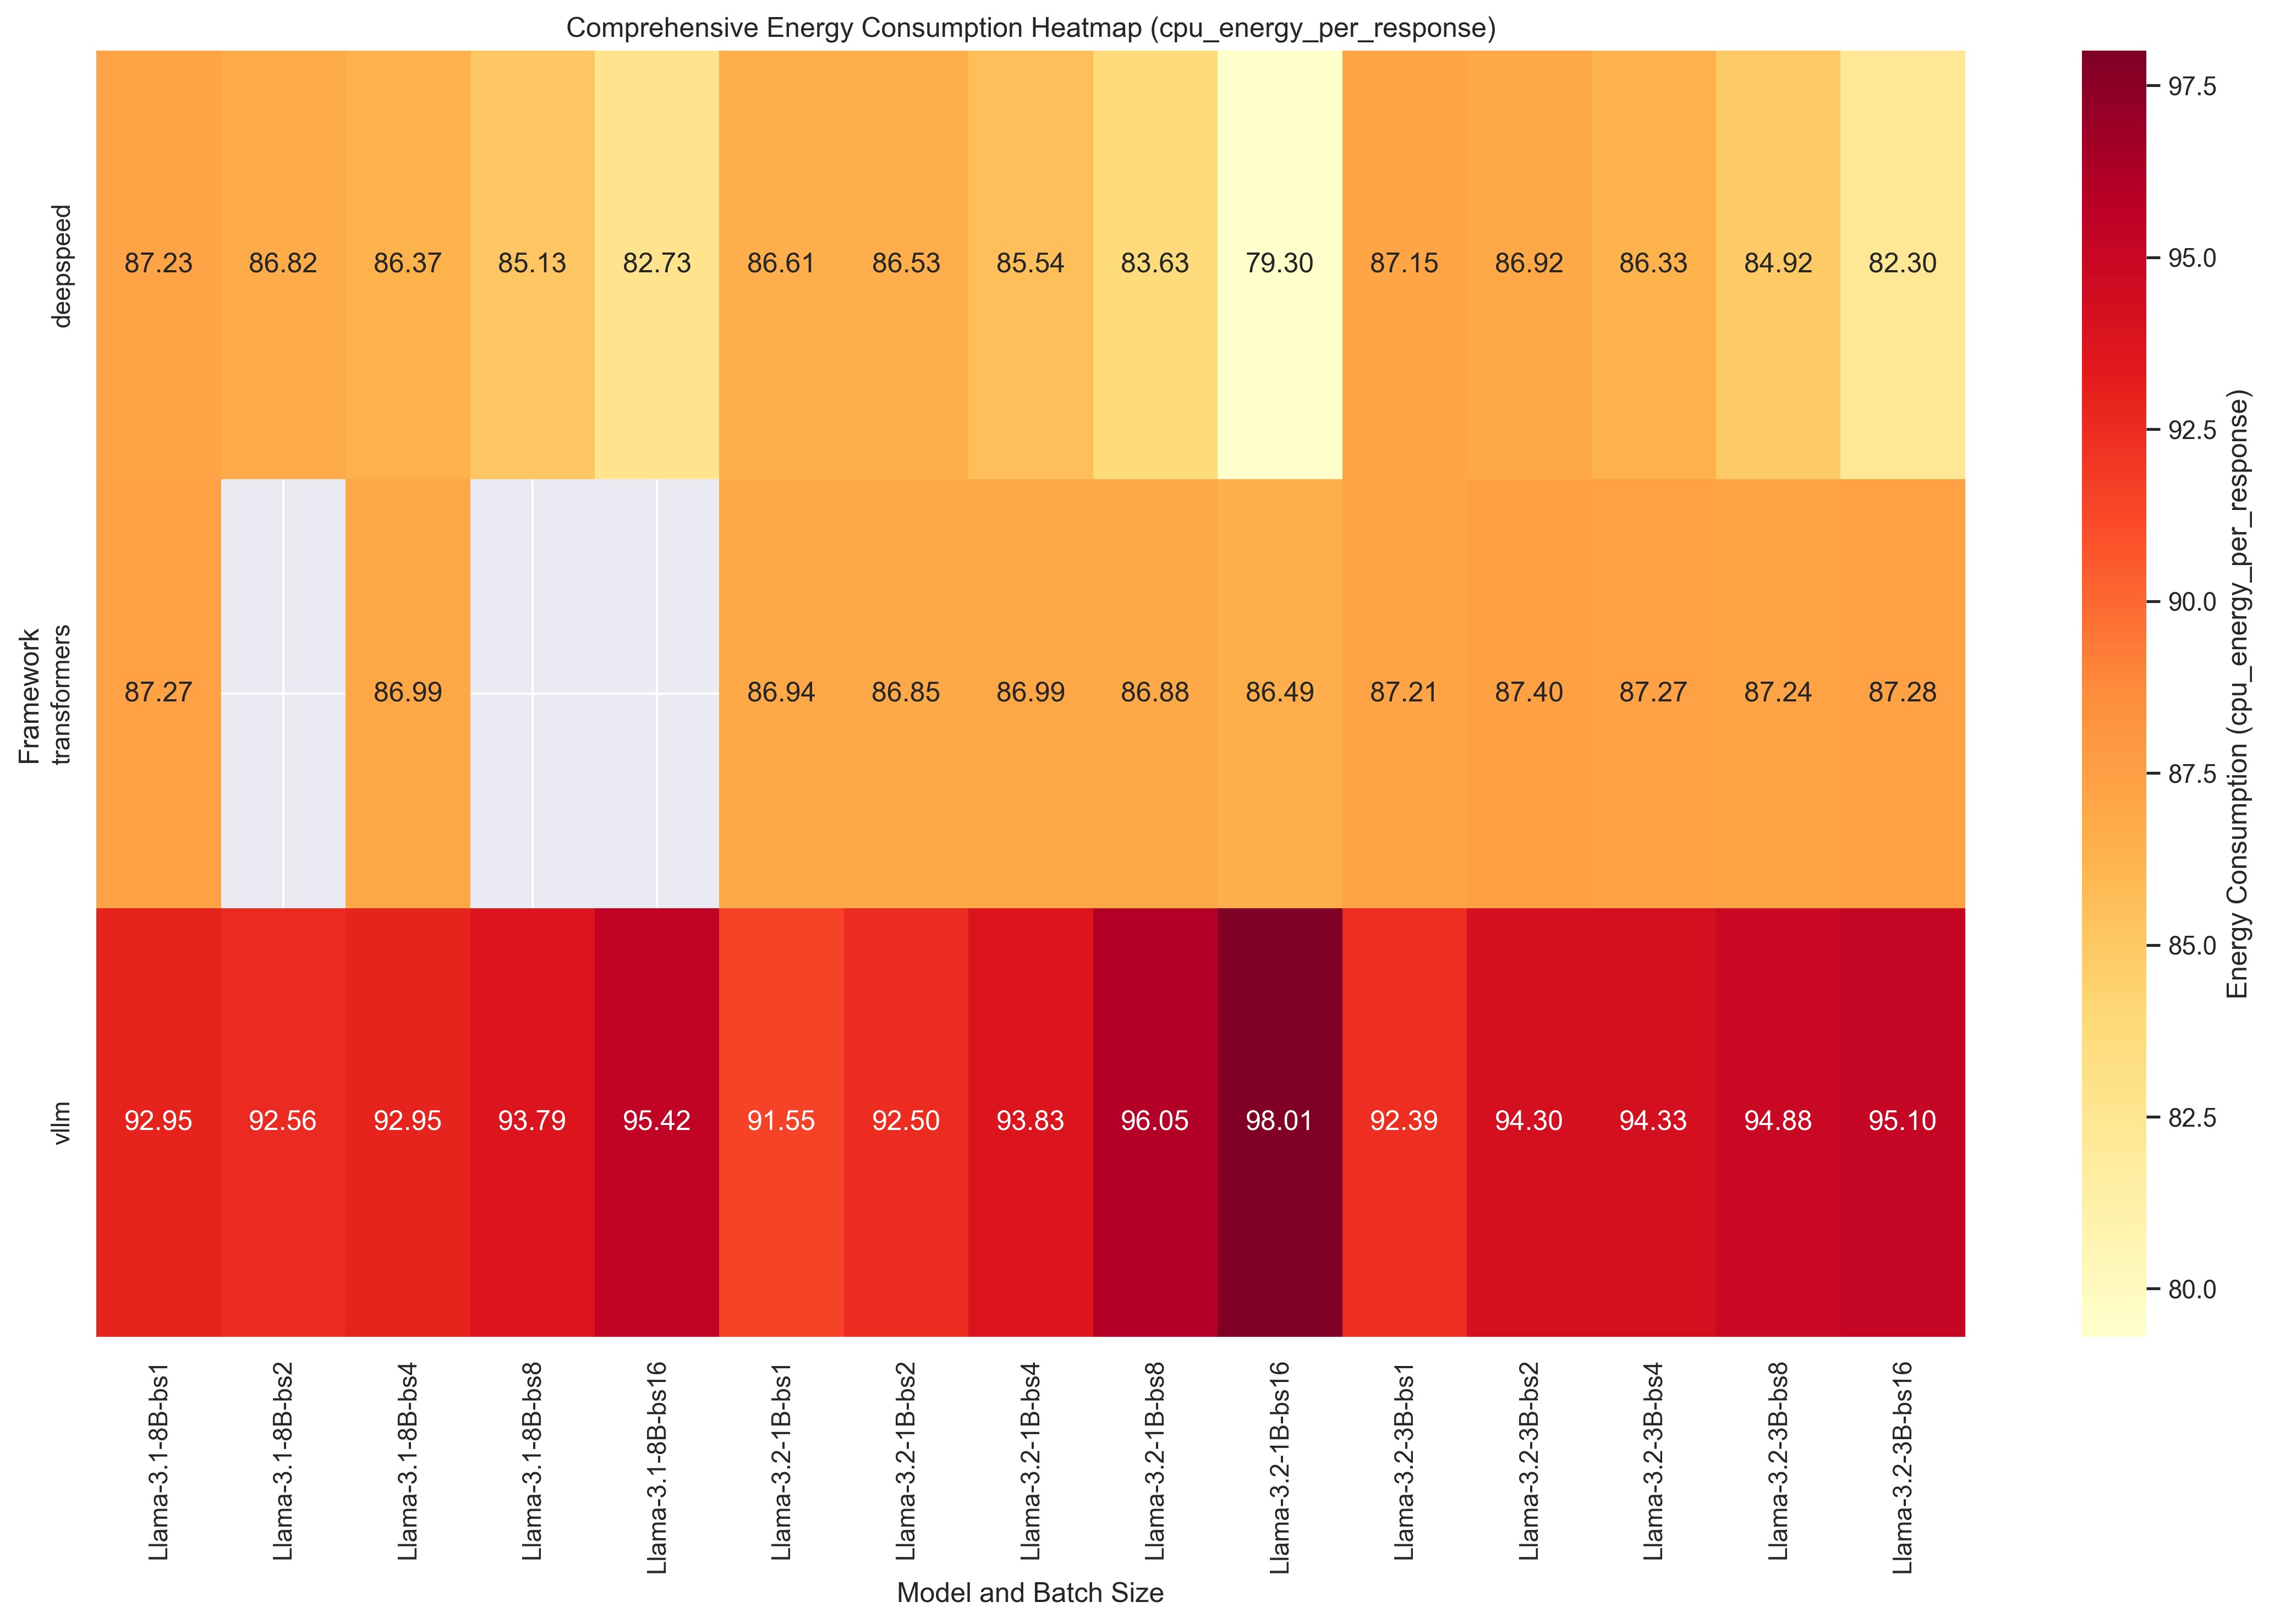 Comprehensive Energy Consumption Heatmap (cpu_energy_per_response)
Framework
deepspeed
87.23 86.82 86.37 85.13 82.73 86.61 86.53 85.54 83.63 79.30 87.15 86.92 86.33 84.92 82.30
transformers
87.27 86.99 86.94 86.85 86.99 86.88 86.49 87.21 87.40 87.27 87.24 87.28
vllm
92.95 92.56 92.95 93.79 95.42 91.55 92.50 93.83 96.05 98.01 92.39 94.30 94.33 94.88 95.10
Llama-3.1-8B-bs1
Llama-3.1-8B-bs2
Llama-3.1-8B-bs4
Llama-3.1-8B-bs8
Llama-3.1-8B-bs16
Llama-3.2-1B-bs1
Llama-3.2-1B-bs2
Llama-3.2-1B-bs4
Llama-3.2-1B-bs8
Llama-3.2-1B-bs16
Llama-3.2-3B-bs1
Llama-3.2-3B-bs2
Llama-3.2-3B-bs4
Llama-3.2-3B-bs8
Llama-3.2-3B-bs16
Model and Batch Size
97.5
95.0
92.5
90.0
87.5
85.0
82.5
80.0
Energy Consumption (cpu_energy_per_response)